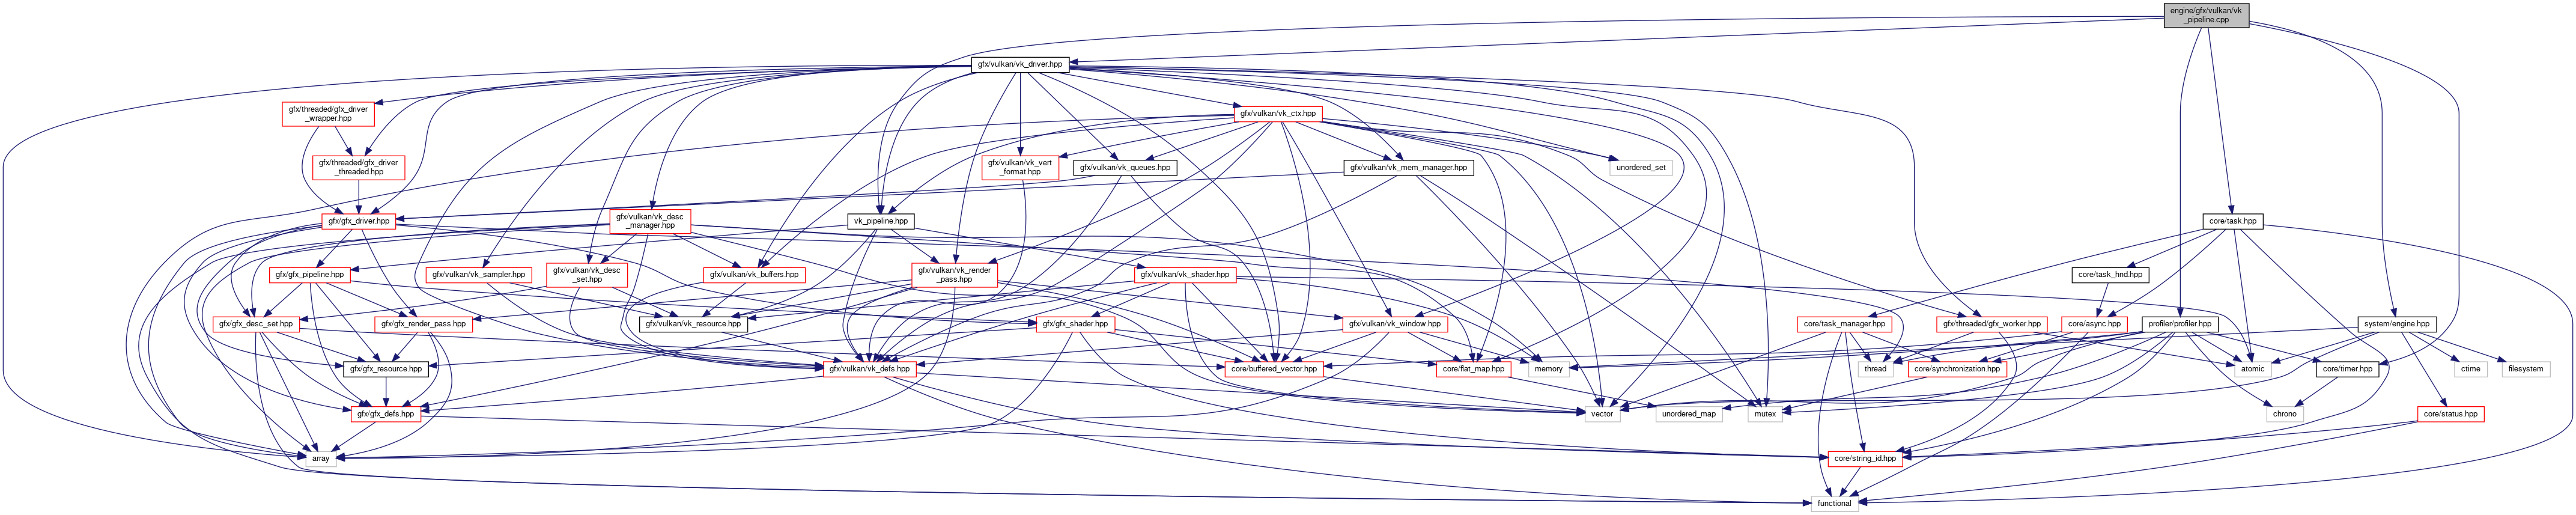 engine/gfx/vulkan/vk
_pipeline.cpp
gfx/vulkan/vk_driver.hpp
gfx/threaded/gfx_driver
_wrapper.hpp
gfx/vulkan/vk_ctx.hpp
gfx/threaded/gfx_driver
_threaded.hpp
gfx/vulkan/vk_vert
_format.hpp
gfx/vulkan/vk_queues.hpp
gfx/vulkan/vk_mem_manager.hpp
unordered_set
gfx/gfx_driver.hpp
gfx/vulkan/vk_desc
_manager.hpp
vk_pipeline.hpp
core/task.hpp
gfx/gfx_pipeline.hpp
gfx/vulkan/vk_sampler.hpp
gfx/vulkan/vk_desc
_set.hpp
gfx/vulkan/vk_buffers.hpp
gfx/vulkan/vk_render
_pass.hpp
gfx/vulkan/vk_shader.hpp
core/task_hnd.hpp
gfx/gfx_desc_set.hpp
gfx/gfx_render_pass.hpp
gfx/vulkan/vk_resource.hpp
gfx/gfx_shader.hpp
gfx/vulkan/vk_window.hpp
core/task_manager.hpp
gfx/threaded/gfx_worker.hpp
core/async.hpp
profiler/profiler.hpp
system/engine.hpp
gfx/gfx_resource.hpp
gfx/vulkan/vk_defs.hpp
core/buffered_vector.hpp
core/flat_map.hpp
memory
thread
core/synchronization.hpp
atomic
core/timer.hpp
ctime
filesystem
gfx/gfx_defs.hpp
vector
unordered_map
mutex
chrono
core/status.hpp
array
core/string_id.hpp
functional